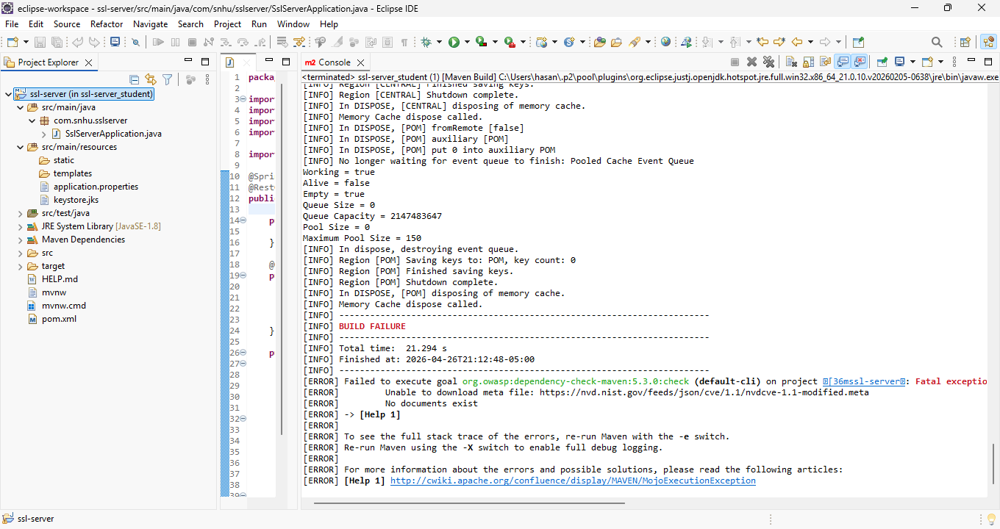 eclipse-workspace - ssl-server/src/main/java/com/snhu/sslserver/SslServerApplication.java - Eclipse IDE
File Edit Source Refactor Navigate Search Project Run Window Help
Project Explorer
ssl-server (in ssl-server_student)
src/main/java
com.snhu.sslserver
SslServerApplication.java
src/main/resources
static
templates
application.properties
keystore.jks
src/test/java
JRE System Library [JavaSE-1.8]
Maven Dependencies
src
target
HELP.md
mvnw
mvnw.cmd
pom.xml
1 packa
2
3 impor
4 impor
5 impor
6 impor
7
8 impor
9
10 @Spri
11 @Rest
12 publi
13
14 p
15
16 }
17
18 @
19 p
20
21
22
23
24 }
25
26 p
27
28
29
30
31
32
33
34
35
36
37
38
39
Console
<terminated> ssl-server_student (1) [Maven Build] C:\Users\hasan\.p2\pool\plugins\org.eclipse.justj.openjdk.hotspot.jre.full.win32.x86_64_21.0.10.v20260205-0638\jre\bin\javaw.exe
[INFO] Region [CENTRAL] Finished saving keys.
[INFO] Region [CENTRAL] Shutdown complete.
[INFO] In DISPOSE, [CENTRAL] disposing of memory cache.
[INFO] Memory Cache dispose called.
[INFO] In DISPOSE, [POM] fromRemote [false]
[INFO] In DISPOSE, [POM] auxiliary [POM]
[INFO] In DISPOSE, [POM] put 0 into auxiliary POM
[INFO] No longer waiting for event queue to finish: Pooled Cache Event Queue
Working = true
Alive = false
Empty = true
Queue Size = 0
Queue Capacity = 2147483647
Pool Size = 0
Maximum Pool Size = 150
[INFO] In dispose, destroying event queue.
[INFO] Region [POM] Saving keys to: POM, key count: 0
[INFO] Region [POM] Finished saving keys.
[INFO] Region [POM] Shutdown complete.
[INFO] In DISPOSE, [POM] disposing of memory cache.
[INFO] Memory Cache dispose called.
[INFO] ------------------------------------------------------------------------
[INFO] BUILD FAILURE
[INFO] ------------------------------------------------------------------------
[INFO] Total time:  21.294 s
[INFO] Finished at: 2026-04-26T21:12:48-05:00
[INFO] ------------------------------------------------------------------------
[ERROR] Failed to execute goal org.owasp:dependency-check-maven:5.3.0:check (default-cli) on project [36mssl-server: Fatal exceptio
[ERROR] Unable to download meta file: https://nvd.nist.gov/feeds/json/cve/1.1/nvdcve-1.1-modified.meta
[ERROR] No documents exist
[ERROR] -> [Help 1]
[ERROR]
[ERROR] To see the full stack trace of the errors, re-run Maven with the -e switch.
[ERROR] Re-run Maven using the -X switch to enable full debug logging.
[ERROR]
[ERROR] For more information about the errors and possible solutions, please read the following articles:
[ERROR] [Help 1] http://cwiki.apache.org/confluence/display/MAVEN/MojoExecutionException
ssl-server